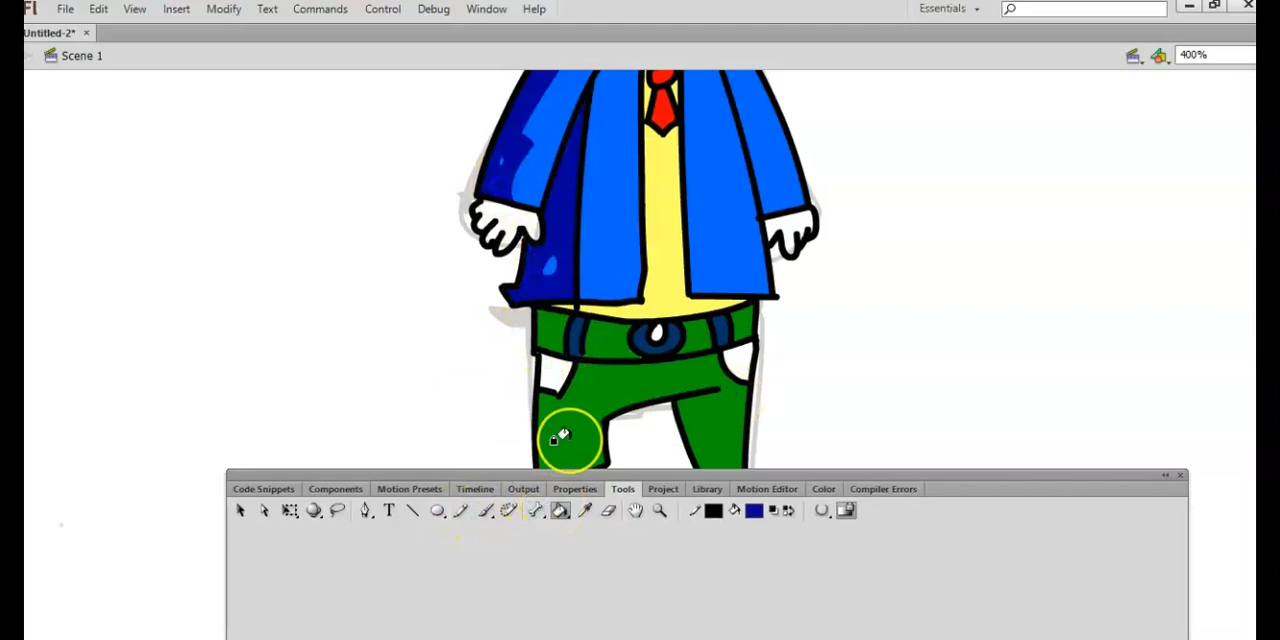 Fl File Edit View Insert Modify Text Commands Control Debug Window Help Essentials
Untitled-2* ×
Scene 1 400%
Code Snippets Components Motion Presets Timeline Output Properties Tools Project Library Motion Editor Color Compiler Errors
T